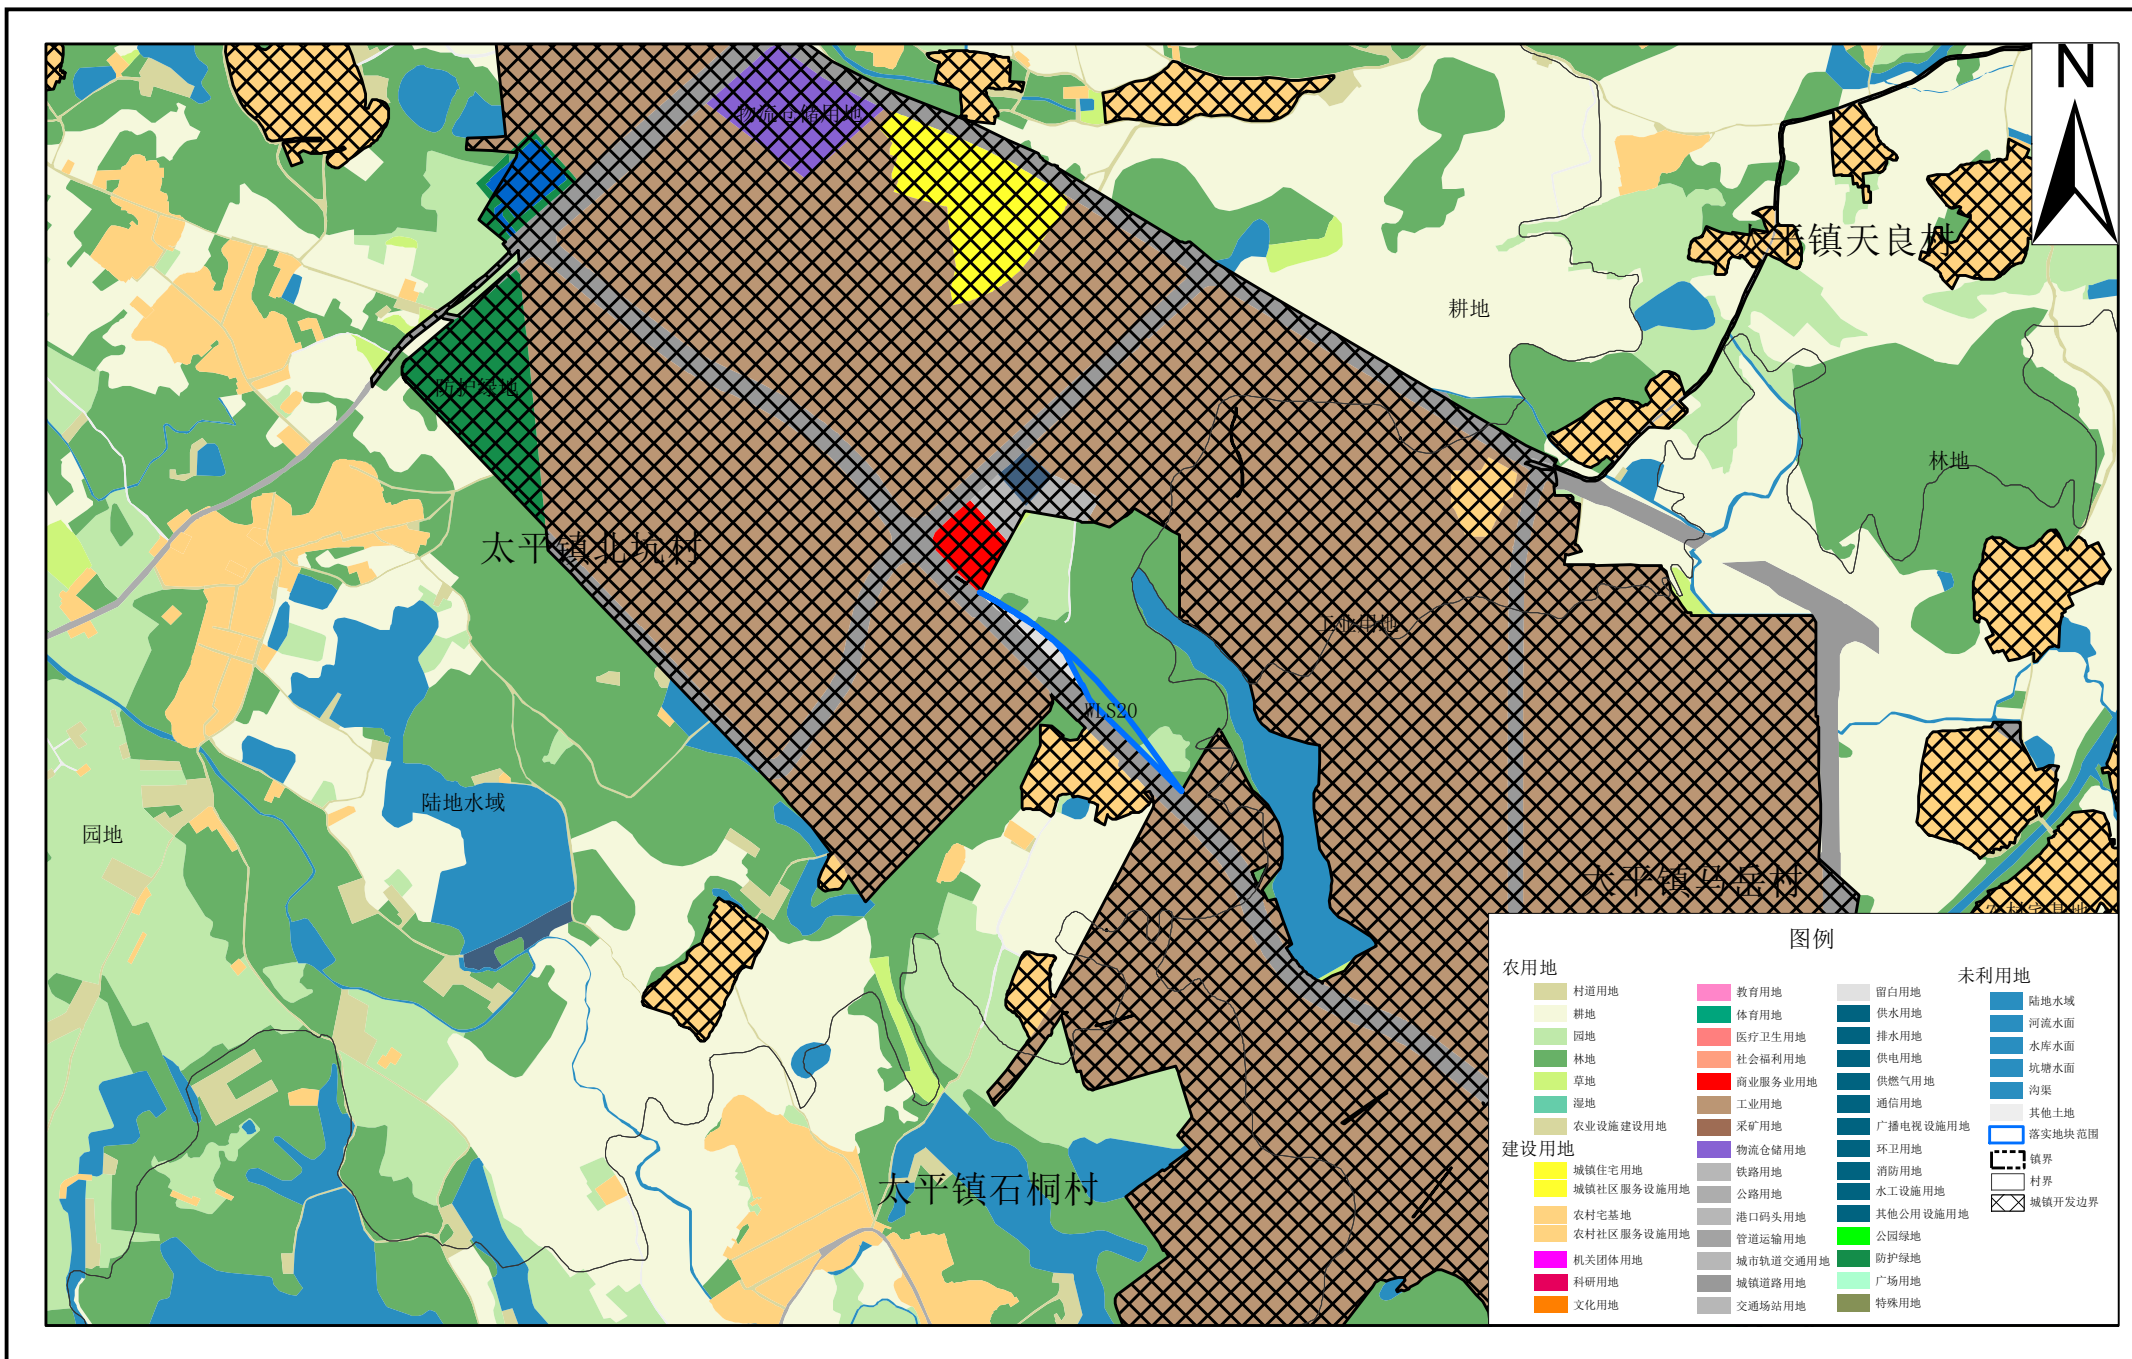 N
物流仓储用地
太平镇天良村
耕地
防护绿地
林地
太平镇北坑村
工业用地
WLS20
陆地水域
园地
太平镇马岳村
农村宅基地
太平镇石桐村
图例
农用地
村道用地
耕地
园地
林地
草地
湿地
农业设施建设用地
建设用地
城镇住宅用地
城镇社区服务设施用地
农村宅基地
农村社区服务设施用地
机关团体用地
科研用地
文化用地
教育用地
体育用地
医疗卫生用地
社会福利用地
商业服务业用地
工业用地
采矿用地
物流仓储用地
铁路用地
公路用地
港口码头用地
管道运输用地
城市轨道交通用地
城镇道路用地
交通场站用地
留白用地
供水用地
排水用地
供电用地
供燃气用地
通信用地
广播电视设施用地
环卫用地
消防用地
水工设施用地
其他公用设施用地
公园绿地
防护绿地
广场用地
特殊用地
未利用地
陆地水域
河流水面
水库水面
坑塘水面
沟渠
其他土地
落实地块范围
镇界
村界
城镇开发边界